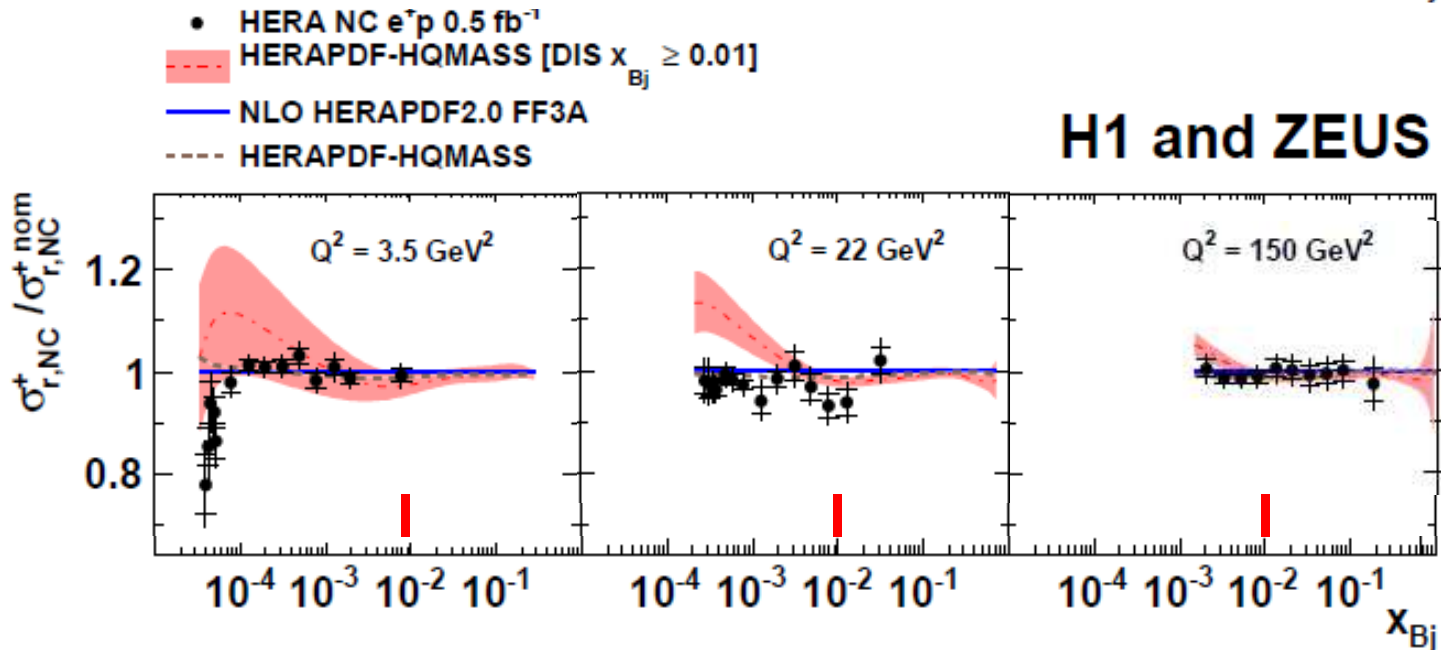 HERA NC e⁺p 0.5 fb⁻¹
HERAPDF-HQMASS [DIS x_Bj ≥ 0.01]
NLO HERAPDF2.0 FF3A
HERAPDF-HQMASS
H1 and ZEUS
σ⁺_r,NC / σ⁺ nom_r,NC
Q² = 3.5 GeV²
Q² = 22 GeV²
Q² = 150 GeV²
1.2
1
0.8
10⁻⁴ 10⁻³ 10⁻² 10⁻¹ 10⁻⁴ 10⁻³ 10⁻² 10⁻¹ 10⁻⁴ 10⁻³ 10⁻² 10⁻¹ 1
x_Bj